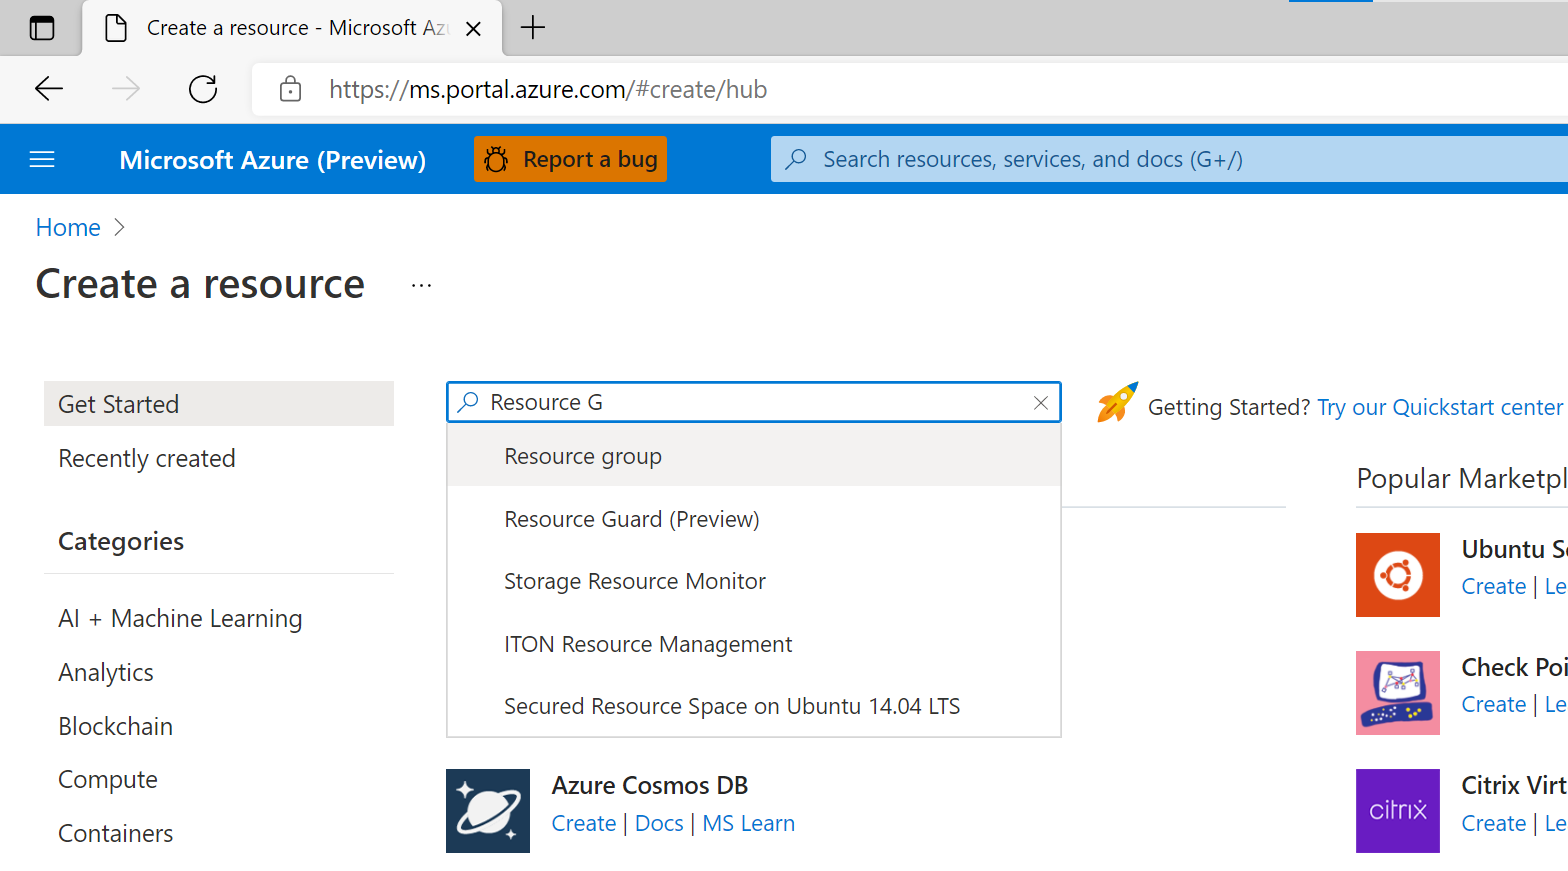 Create a resource - Microsoft Az
https://ms.portal.azure.com/#create/hub
Microsoft Azure (Preview)
Report a bug
Search resources, services, and docs (G+/)
Home
Create a resource
...
Get Started
Recently created
Categories
AI + Machine Learning
Analytics
Blockchain
Compute
Containers
Resource G
Resource group
Resource Guard (Preview)
Storage Resource Monitor
ITON Resource Management
Secured Resource Space on Ubuntu 14.04 LTS
Azure Cosmos DB
Create | Docs | MS Learn
Getting Started? Try our Quickstart center
Popular Marketpl
Ubuntu Se
Create | Le
Check Poi
Create | Le
citrix
Citrix Virt
Create | Le